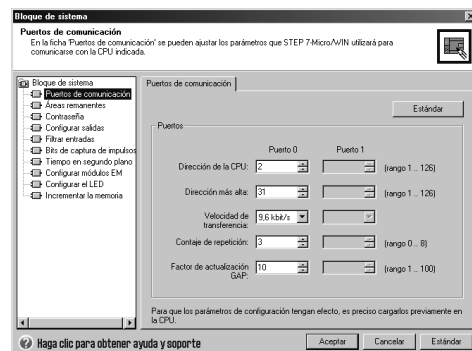 Bloque de sistema
Puertos de comunicación
En la ficha 'Puertos de comunicación' se pueden ajustar los parámetros que STEP 7-Micro/WIN utilizará para
comunicarse con la CPU indicada.
Bloque de sistema
Puertos de comunicación
Áreas remanentes
Contraseña
Configurar salidas
Filtrar entradas
Bits de captura de impulsos
Tiempo en segundo plano
Configurar módulos EM
Configurar el LED
Incrementar la memoria
Puertos de comunicación
Estándar
Puertos
Puerto 0 Puerto 1
Dirección de la CPU: 2 (rango 1 .. 126)
Dirección más alta: 31 (rango 1 .. 126)
Velocidad de
transferencia: 9,6 kbit/s
Contaje de repetición: 3 (rango 0 .. 8)
Factor de actualización
GAP: 10 (rango 1 .. 100)
Para que los parámetros de configuración tengan efecto, es preciso cargarlos previamente en
la CPU.
Haga clic para obtener ayuda y soporte
Aceptar Cancelar Estándar